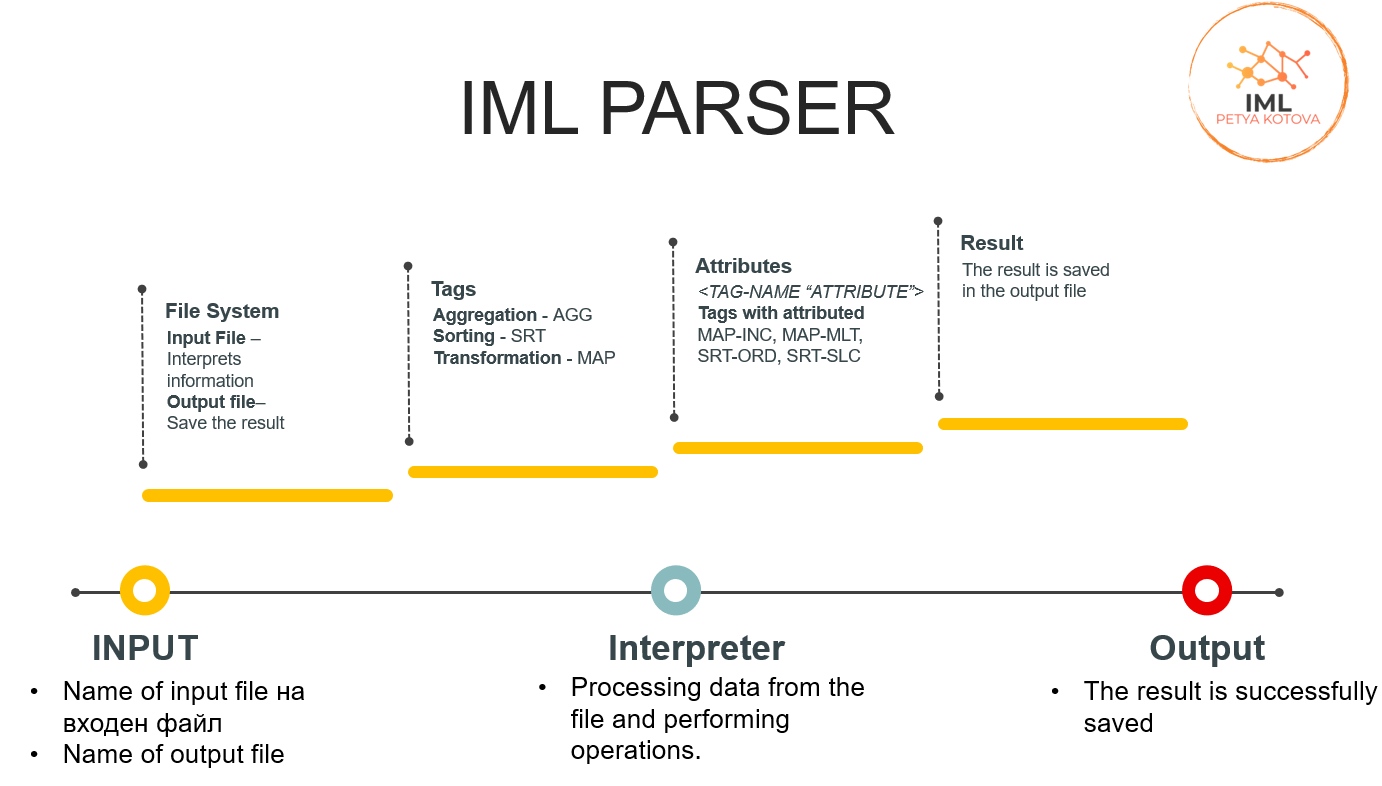 IML PARSER
IML
PETYA KOTOVA
File System
Input File –
Interprets
information
Output file–
Save the result
Tags
Aggregation - AGG
Sorting - SRT
Transformation - MAP
Attributes
<TAG-NAME “ATTRIBUTE”>
Tags with attributed
MAP-INC, MAP-MLT,
SRT-ORD, SRT-SLC
Result
The result is saved
in the output file
INPUT
• Name of input file на
входен файл
• Name of output file
Interpreter
• Processing data from the
file and performing
operations.
Output
• The result is successfully
saved